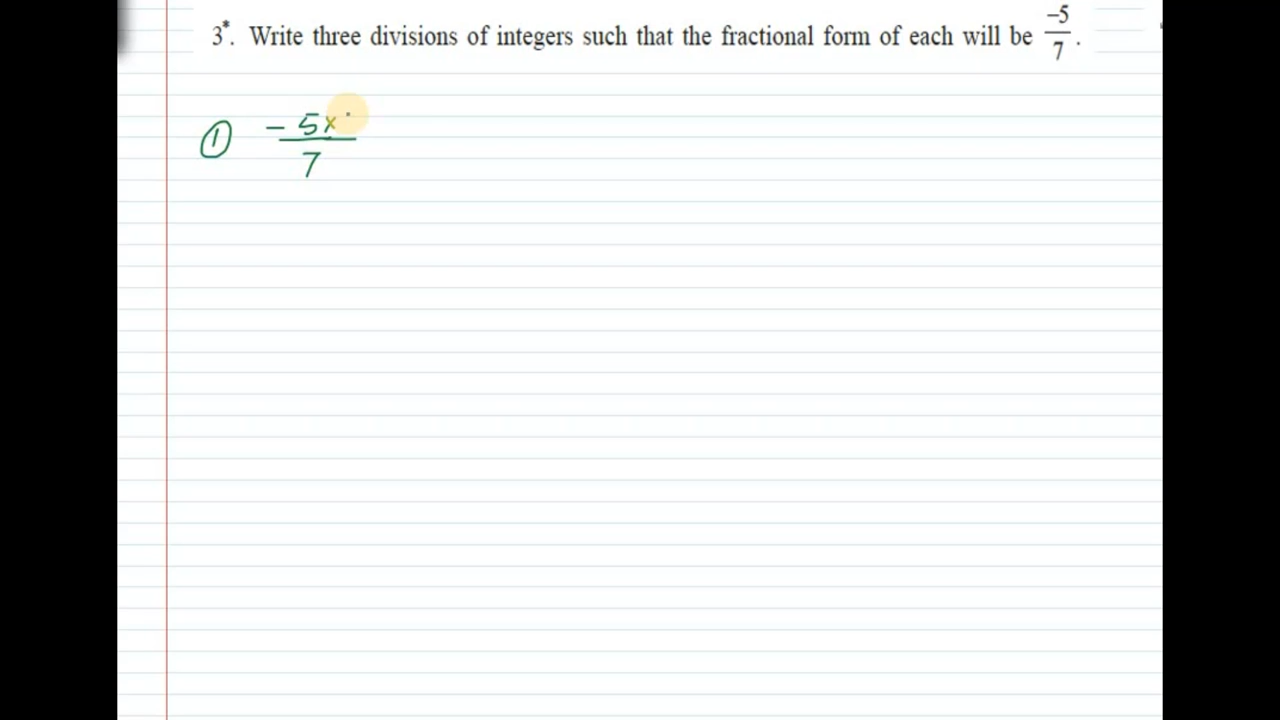 3*. Write three divisions of integers such that the fractional form of each will be -5/7.
① -5×/7